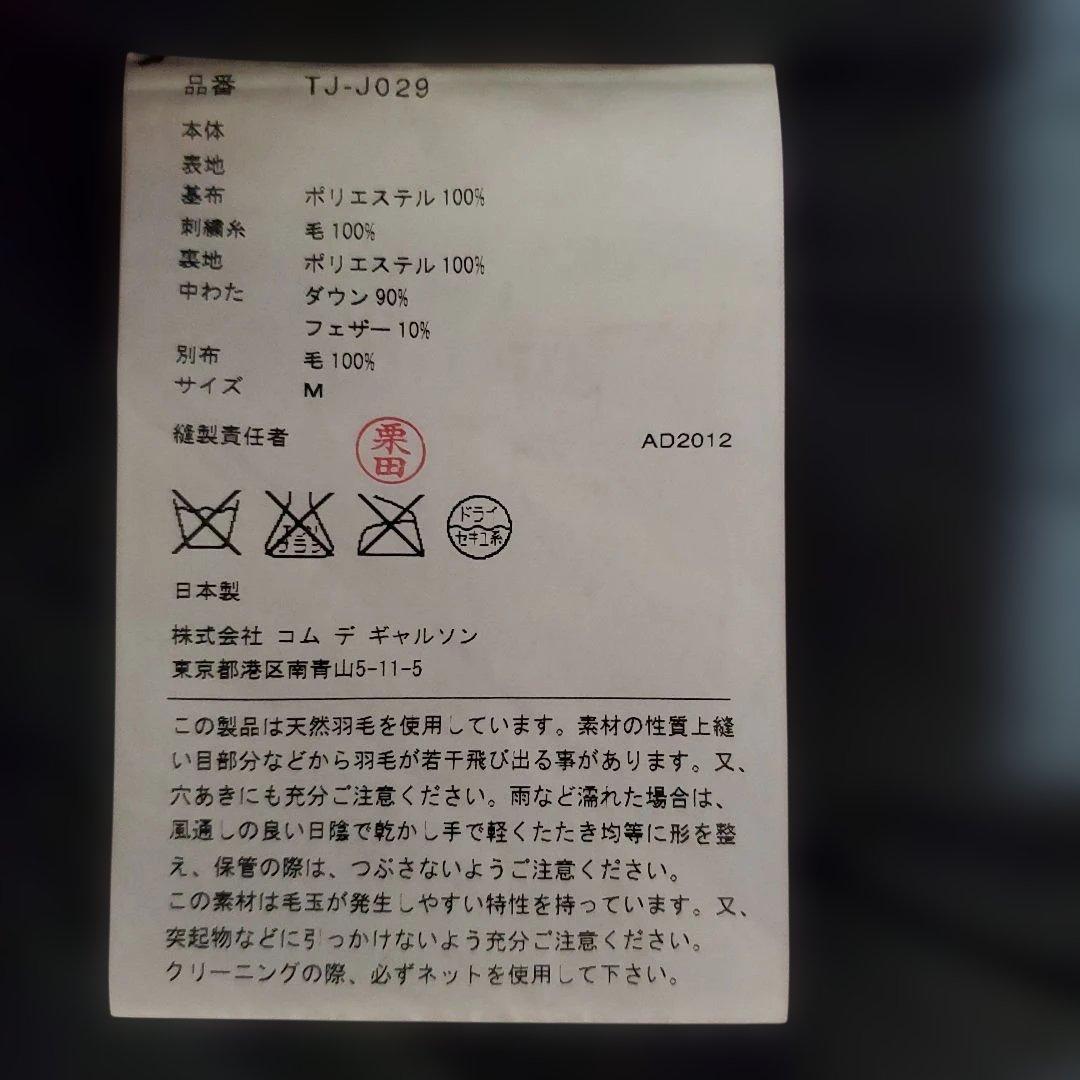 品番 TJ-J029
本体
表地
基布 ポリエステル 100%
刺繍糸 毛 100%
裏地 ポリエステル 100%
中わた ダウン 90%
フェザー 10%
別布 毛 100%
サイズ M
縫製責任者 栗田 AD2012
エンソ
サラシ
ドライ
セキユ系
日本製
株式会社 コム デ ギャルソン
東京都港区南青山5-11-5
この製品は天然羽毛を使用しています。素材の性質上縫
い目部分などから羽毛が若干飛び出る事があります。又、
穴あきにも充分ご注意ください。雨など濡れた場合は、
風通しの良い日陰で乾かし手で軽くたたき均等に形を整
え、保管の際は、つぶさないようご注意ください。
この素材は毛玉が発生しやすい特性を持っています。又、
突起物などに引っかけないよう充分ご注意ください。
クリーニングの際、必ずネットを使用して下さい。